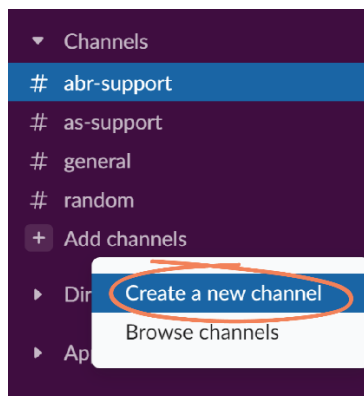 Channels
# abr-support
# as-support
# general
# random
+ Add channels
Dir
Create a new channel
Browse channels
Ap